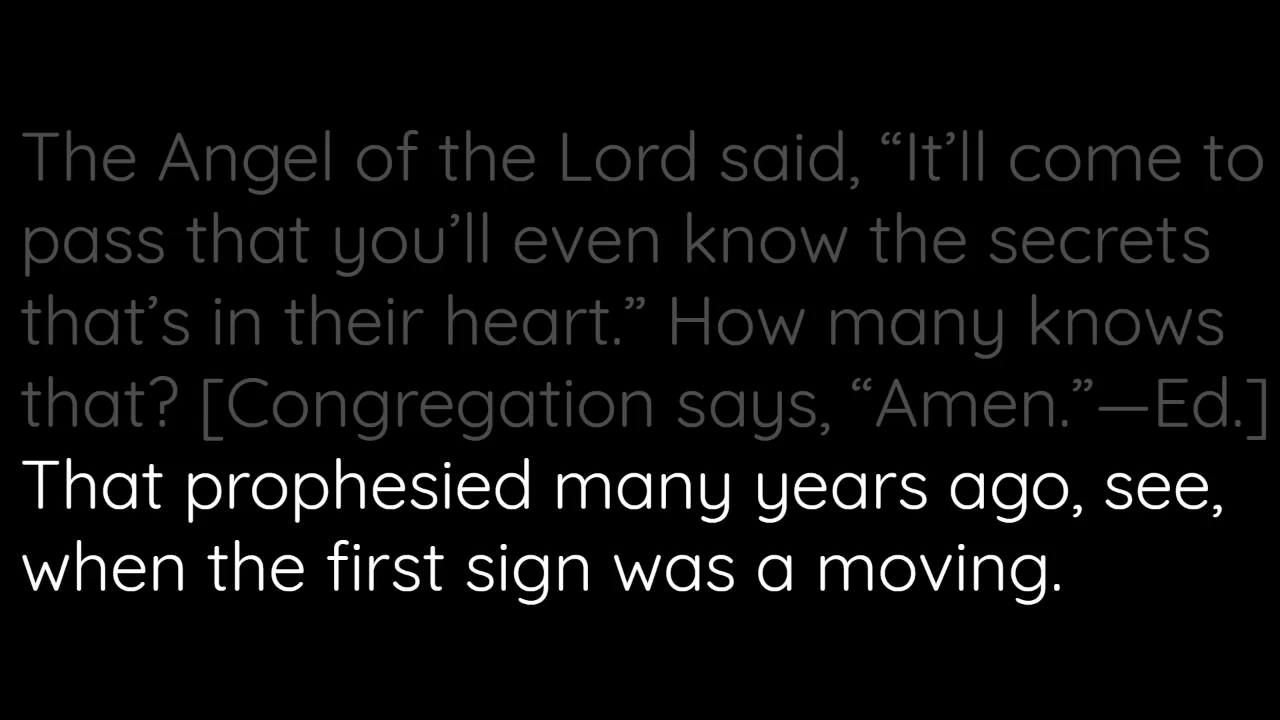 The Angel of the Lord said, “It’ll come to
pass that you’ll even know the secrets
that’s in their heart.” How many knows
that? [Congregation says, “Amen.”—Ed.]
That prophesied many years ago, see,
when the first sign was a moving.